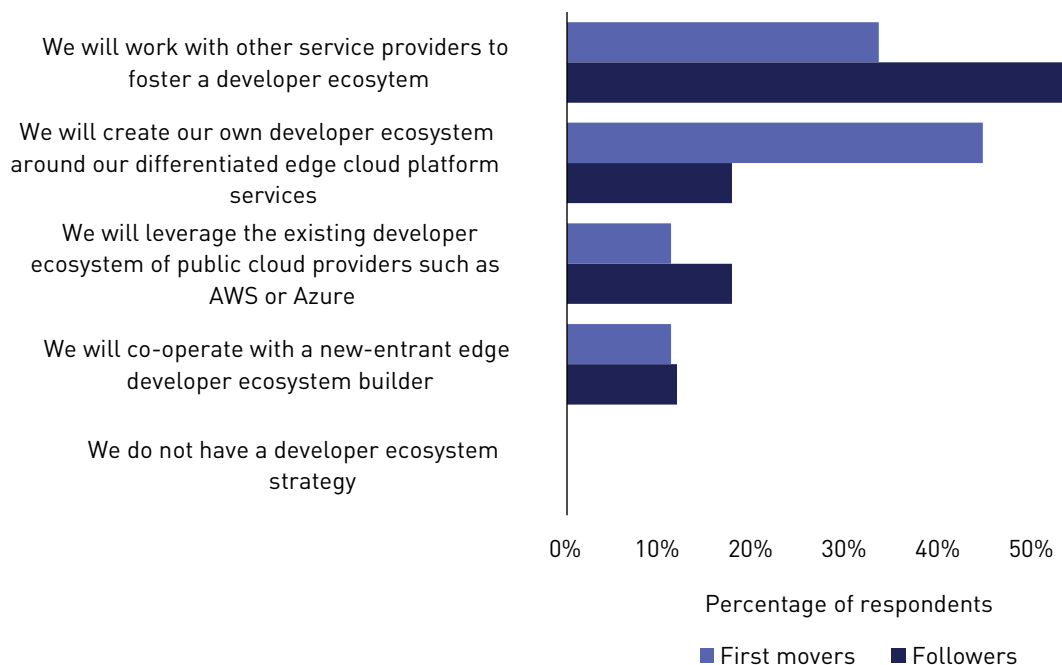 We will work with other service providers to
foster a developer ecosytem
We will create our own developer ecosystem
around our differentiated edge cloud platform
services
We will leverage the existing developer
ecosystem of public cloud providers such as
AWS or Azure
We will co-operate with a new-entrant edge
developer ecosystem builder
We do not have a developer ecosystem
strategy
0% 10% 20% 30% 40% 50%
Percentage of respondents
First movers Followers